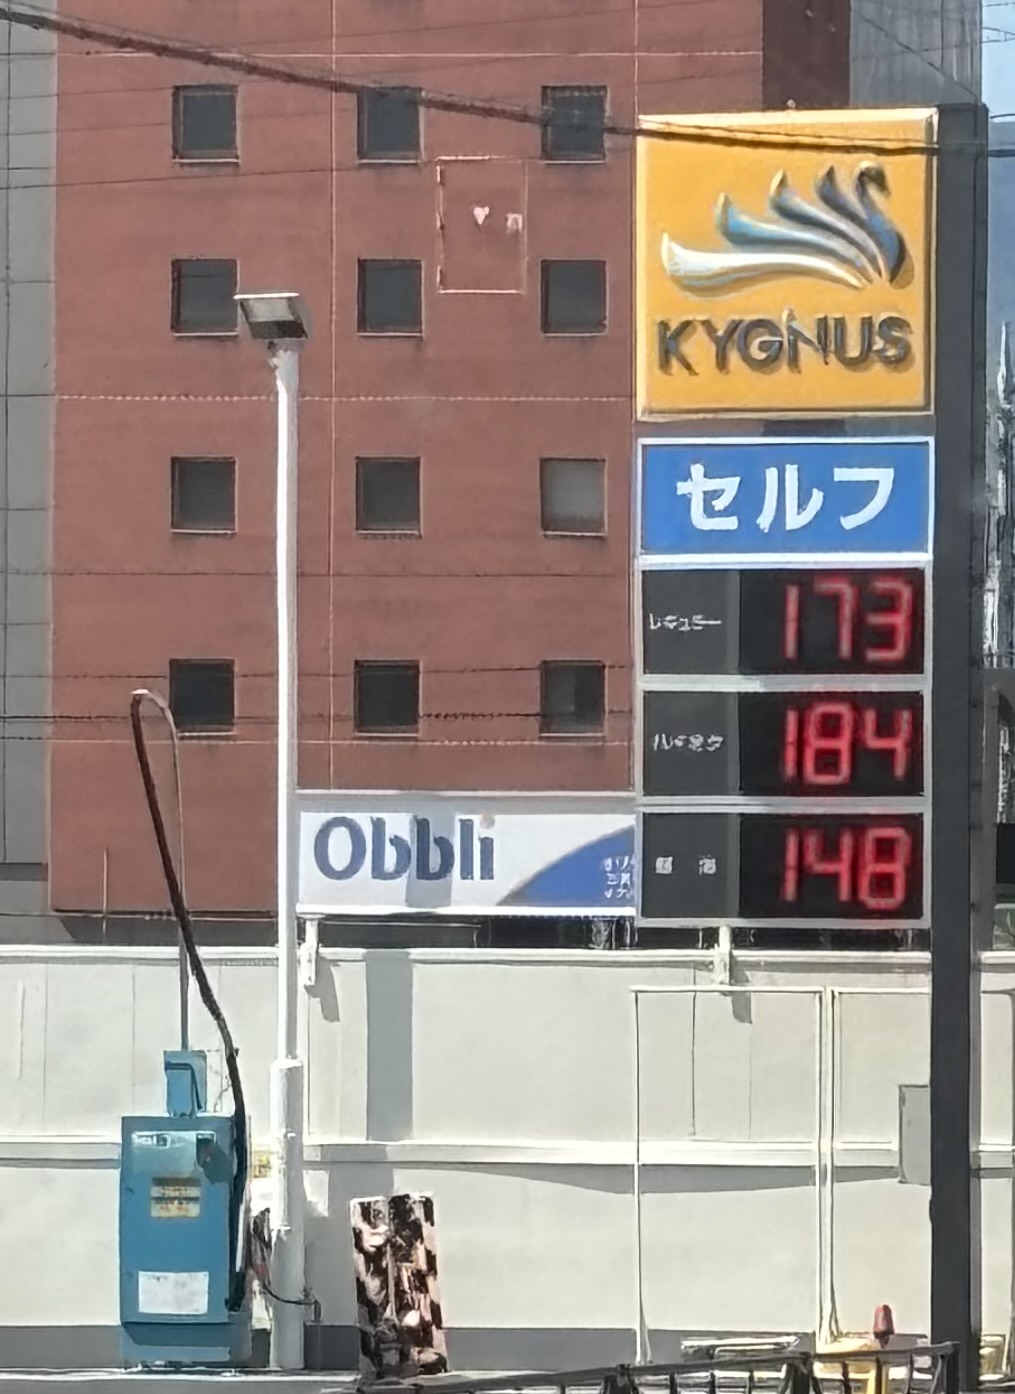 KYGNUS
セルフ
レギュラー 173
ハイオク 184
軽油 148
Obbli